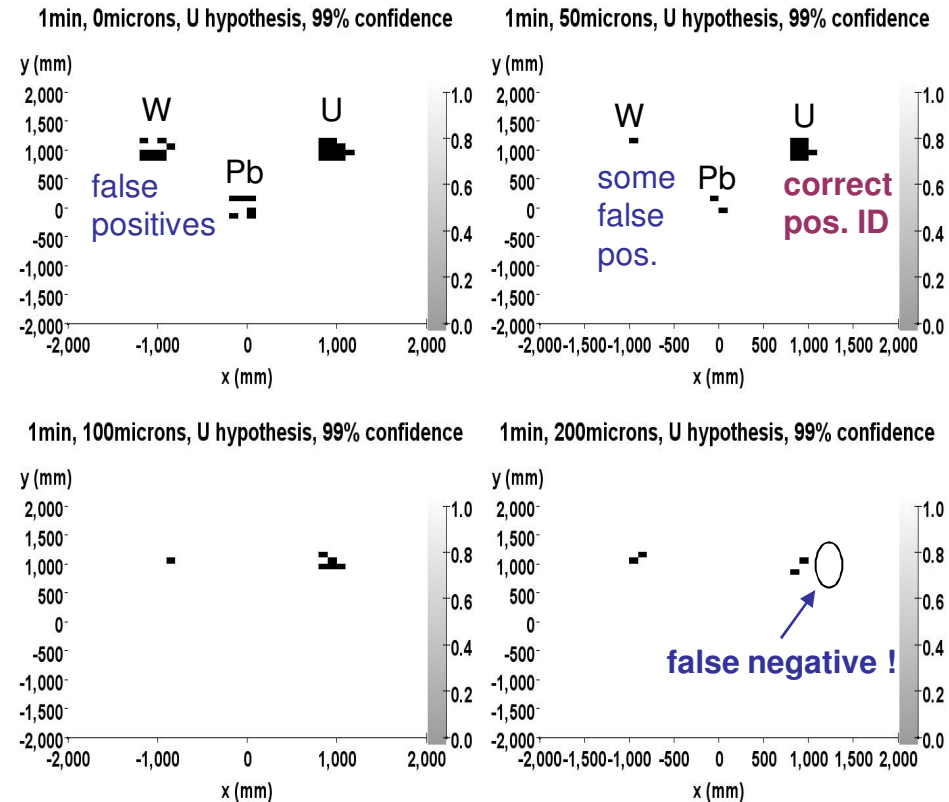 1min, 0microns, U hypothesis, 99% confidence
y (mm)
2,000
1,500
1,000
500
0
-500
-1,000
-1,500
-2,000
W
U
Pb
false
positives
1.0
0.8
0.6
0.4
0.2
0.0
-2,000 -1,000 0 1,000 2,000
x (mm)
1min, 50microns, U hypothesis, 99% confidence
y (mm)
2,000
1,500
1,000
500
0
-500
-1,000
-1,500
-2,000
W
U
Pb
some
false
pos.
correct
pos. ID
1.0
0.8
0.6
0.4
0.2
0.0
-2,000 -1,500 -1,000 -500 0 500 1,000 1,500 2,000
x (mm)
1min, 100microns, U hypothesis, 99% confidence
y (mm)
2,000
1,500
1,000
500
0
-500
-1,000
-1,500
-2,000
1.0
0.8
0.6
0.4
0.2
0.0
-2,000 -1,000 0 1,000 2,000
x (mm)
1min, 200microns, U hypothesis, 99% confidence
y (mm)
2,000
1,500
1,000
500
0
-500
-1,000
-1,500
-2,000
false negative !
1.0
0.8
0.6
0.4
0.2
0.0
-2,000 -1,500 -1,000 -500 0 500 1,000 1,500 2,000
x (mm)